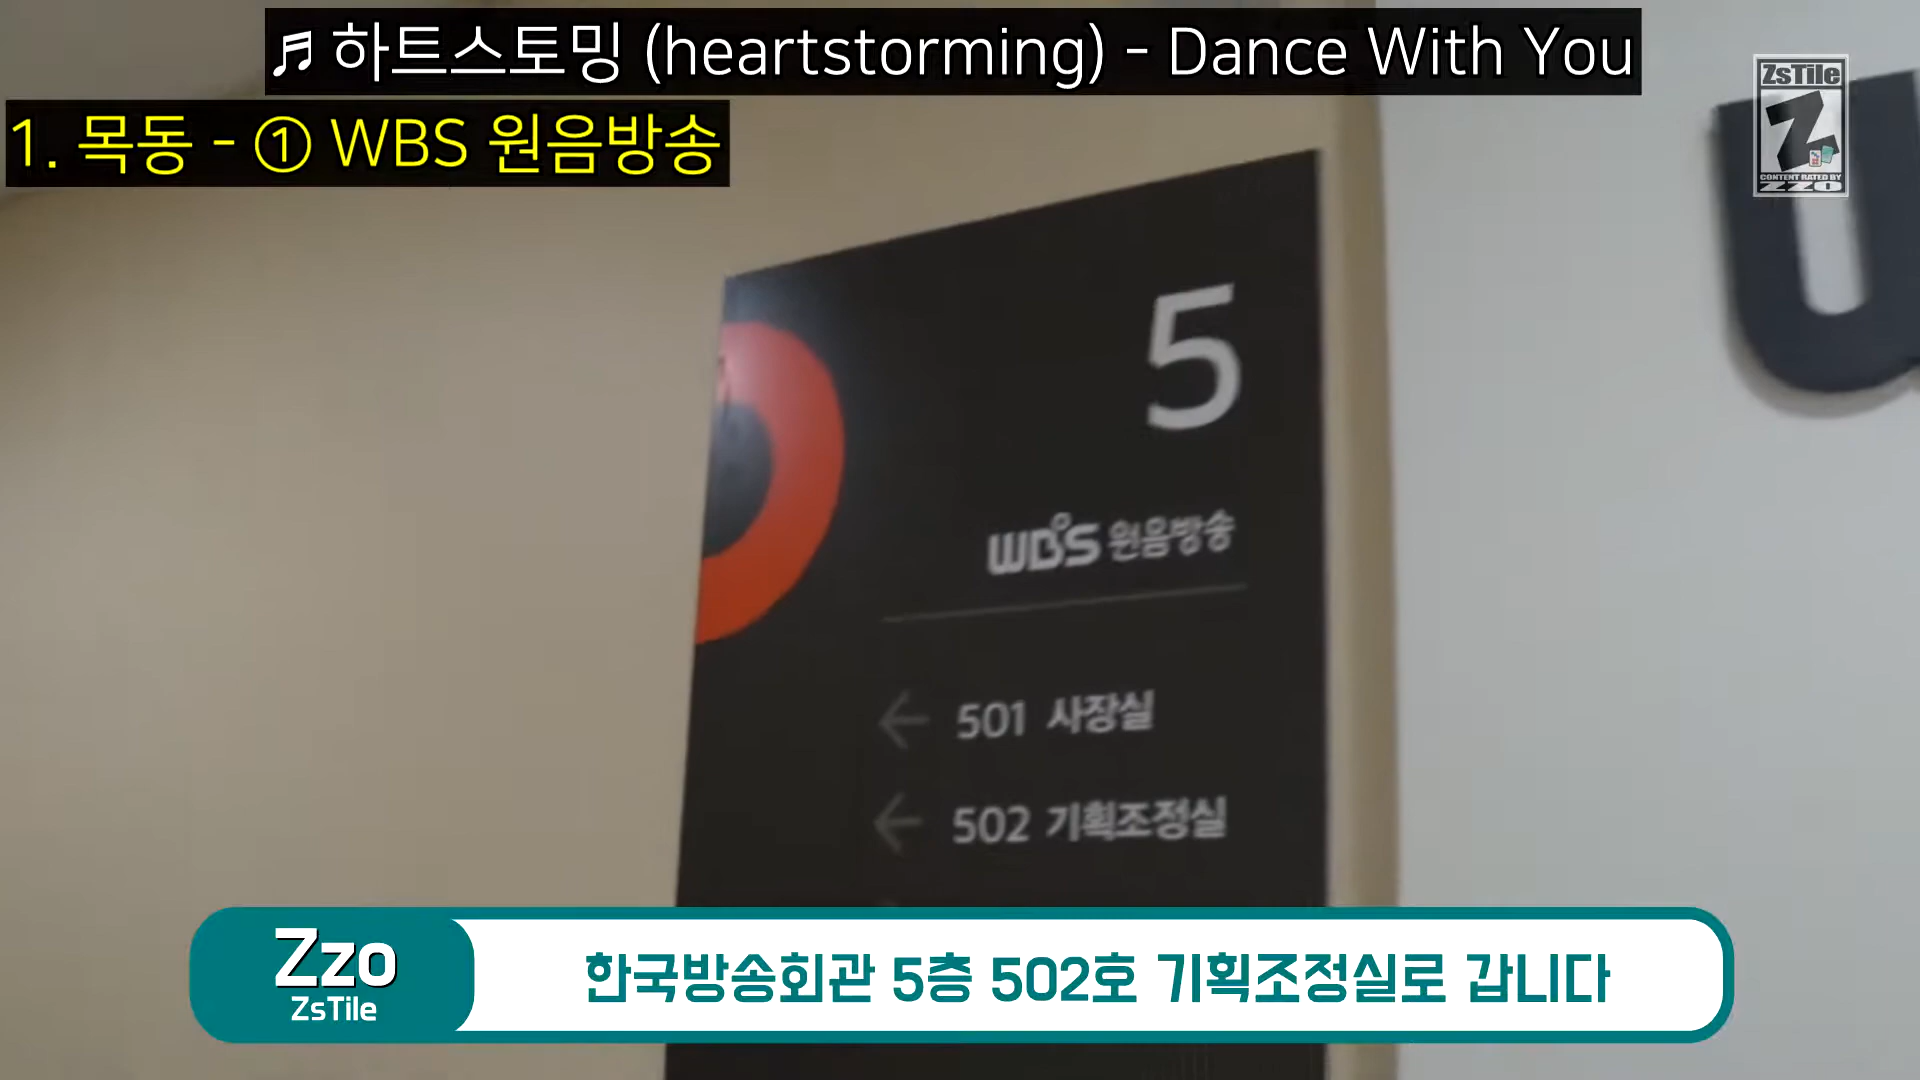 ♬ 하트스토밍 (heartstorming) - Dance With You
1. 목동 - ① WBS 원음방송
ZsTile
Z
CONTENT RATED BY
ZZO
U
5
WBS 원음방송
← 501 사장실
← 502 기획조정실
Zzo
ZsTile
한국방송회관 5층 502호 기획조정실로 갑니다